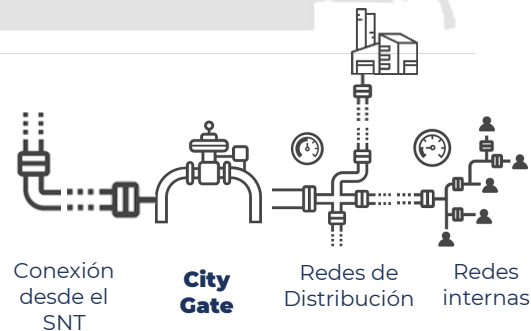 Conexión
desde el
SNT
City
Gate
Redes de
Distribución
Redes
internas